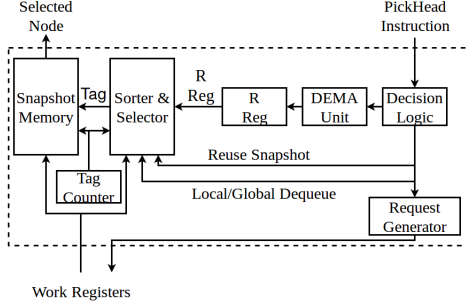 Selected
Node
PickHead
Instruction
Snapshot
Memory
Tag
Sorter &
Selector
R
Reg
R
Reg
DEMA
Unit
Decision
Logic
Reuse Snapshot
Tag
Counter
Local/Global Dequeue
Request
Generator
Work Registers